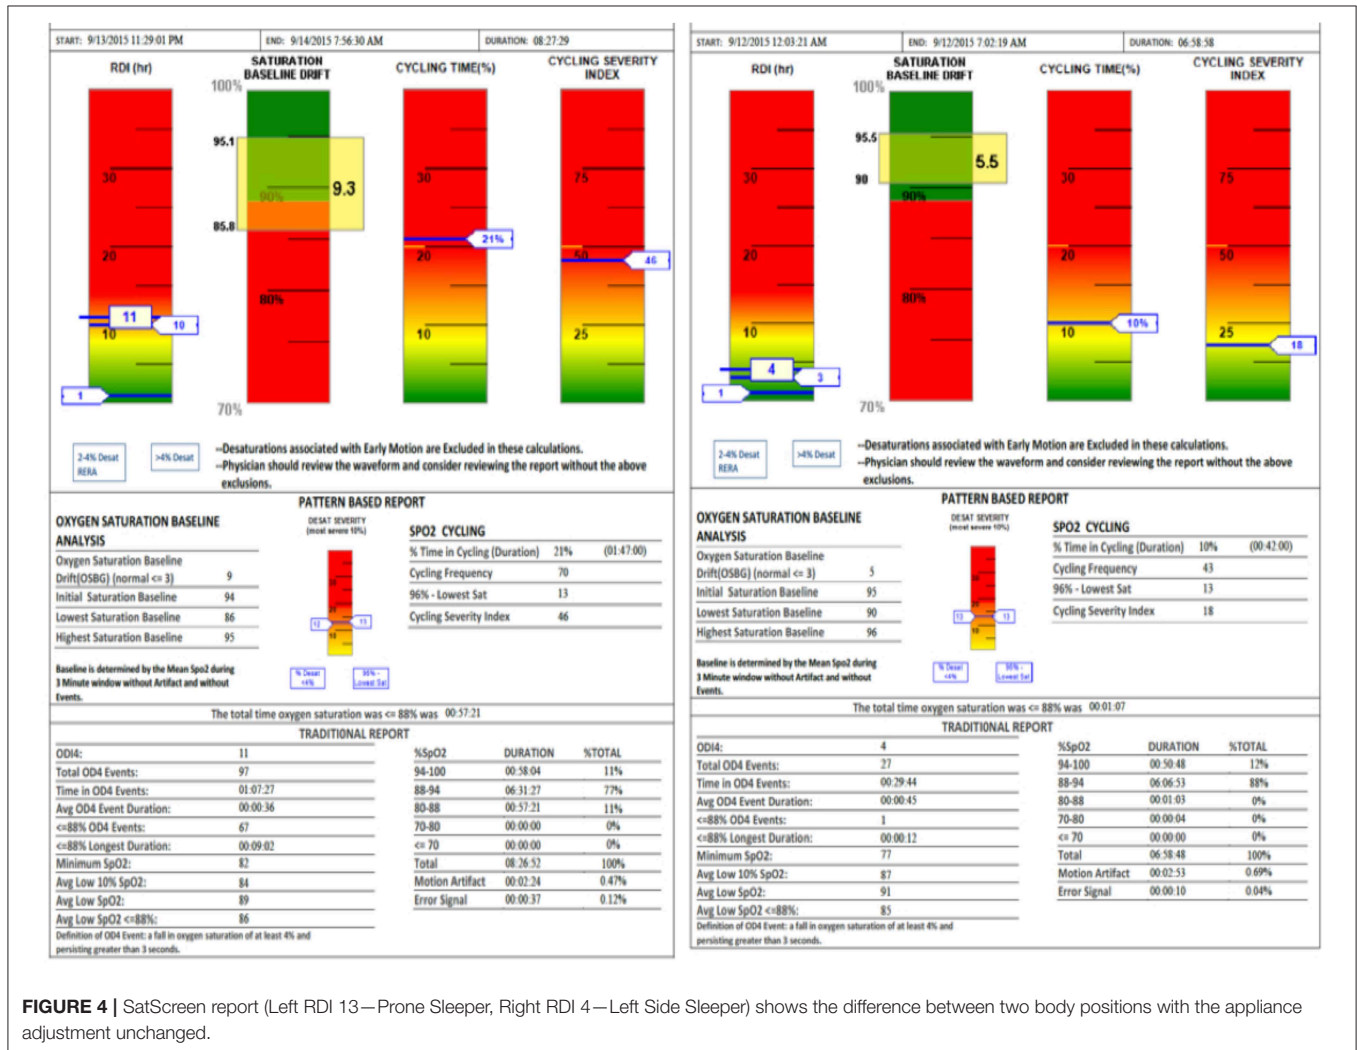 START: 9/13/2015 11:29:01 PM
END: 9/14/2015 7:56:30 AM
DURATION: 08:27:29
RDI (hr)
SATURATION
BASELINE DRIFT
CYCLING TIME(%)
CYCLING SEVERITY
INDEX
100%
95.1
30
30
75
90%
9.3
85.8
21%
20
20
50
46
80%
11
10
10
10
25
1
70%
2-4% Desat
RERA
>4% Desat
--Desaturations associated with Early Motion are Excluded in these calculations.
--Physician should review the waveform and consider reviewing the report without the above
exclusions.
PATTERN BASED REPORT
OXYGEN SATURATION BASELINE
ANALYSIS
Oxygen Saturation Baseline
Drift(OSBG) (normal <= 3) 9
Initial Saturation Baseline 94
Lowest Saturation Baseline 86
Highest Saturation Baseline 95
Baseline is determined by the Mean Spo2 during
3 Minute window without Artifact and without
Events.
DESAT SEVERITY
(most severe 10%)
20
12
13
10
% Desat
<4%
96% -
Lowest Sat
SPO2 CYCLING
% Time in Cycling (Duration) 21% (01:47:00)
Cycling Frequency 70
96% - Lowest Sat 13
Cycling Severity Index 46
The total time oxygen saturation was <= 88% was 00:57:21
TRADITIONAL REPORT
ODI4: 11
Total OD4 Events: 97
Time in OD4 Events: 01:07:27
Avg OD4 Event Duration: 00:00:36
<=88% OD4 Events: 67
<=88% Longest Duration: 00:09:02
Minimum SpO2: 82
Avg Low 10% SpO2: 84
Avg Low SpO2: 89
Avg Low SpO2 <=88%: 86
Definition of OD4 Event: a fall in oxygen saturation of at least 4% and
persisting greater than 3 seconds.
%SpO2 DURATION %TOTAL
94-100 00:58:04 11%
88-94 06:31:27 77%
80-88 00:57:21 11%
70-80 00:00:00 0%
<= 70 00:00:00 0%
Total 08:26:52 100%
Motion Artifact 00:02:24 0.47%
Error Signal 00:00:37 0.12%
START: 9/12/2015 12:03:21 AM
END: 9/12/2015 7:02:19 AM
DURATION: 06:58:58
RDI (hr)
SATURATION
BASELINE DRIFT
CYCLING TIME(%)
CYCLING SEVERITY
INDEX
100%
95.5
5.5
90
30
30
75
90%
20
20
50
80%
10
10
10%
25
18
4
3
1
70%
2-4% Desat
RERA
>4% Desat
--Desaturations associated with Early Motion are Excluded in these calculations.
--Physician should review the waveform and consider reviewing the report without the above
exclusions.
PATTERN BASED REPORT
OXYGEN SATURATION BASELINE
ANALYSIS
Oxygen Saturation Baseline
Drift(OSBG) (normal <= 3) 5
Initial Saturation Baseline 95
Lowest Saturation Baseline 90
Highest Saturation Baseline 96
Baseline is determined by the Mean Spo2 during
3 Minute window without Artifact and without
Events.
DESAT SEVERITY
(most severe 10%)
20
13
13
10
% Desat
<4%
Lowest Sat
SPO2 CYCLING
% Time in Cycling (Duration) 10% (00:42:00)
Cycling Frequency 43
96% - Lowest Sat 13
Cycling Severity Index 18
The total time oxygen saturation was <= 88% was 00:01:07
TRADITIONAL REPORT
ODI4: 4
Total OD4 Events: 27
Time in OD4 Events: 00:29:44
Avg OD4 Event Duration: 00:00:45
<=88% OD4 Events: 1
<=88% Longest Duration: 00:00:12
Minimum SpO2: 77
Avg Low 10% SpO2: 87
Avg Low SpO2: 91
Avg Low SpO2 <=88%: 85
Definition of OD4 Event: a fall in oxygen saturation of at least 4% and
persisting greater than 3 seconds.
%SpO2 DURATION %TOTAL
94-100 00:50:48 12%
88-94 06:06:53 88%
80-88 00:01:03 0%
70-80 00:00:04 0%
<= 70 00:00:00 0%
Total 06:58:48 100%
Motion Artifact 00:02:53 0.69%
Error Signal 00:00:10 0.04%
FIGURE 4 | SatScreen report (Left RDI 13—Prone Sleeper, Right RDI 4—Left Side Sleeper) shows the difference between two body positions with the appliance
adjustment unchanged.